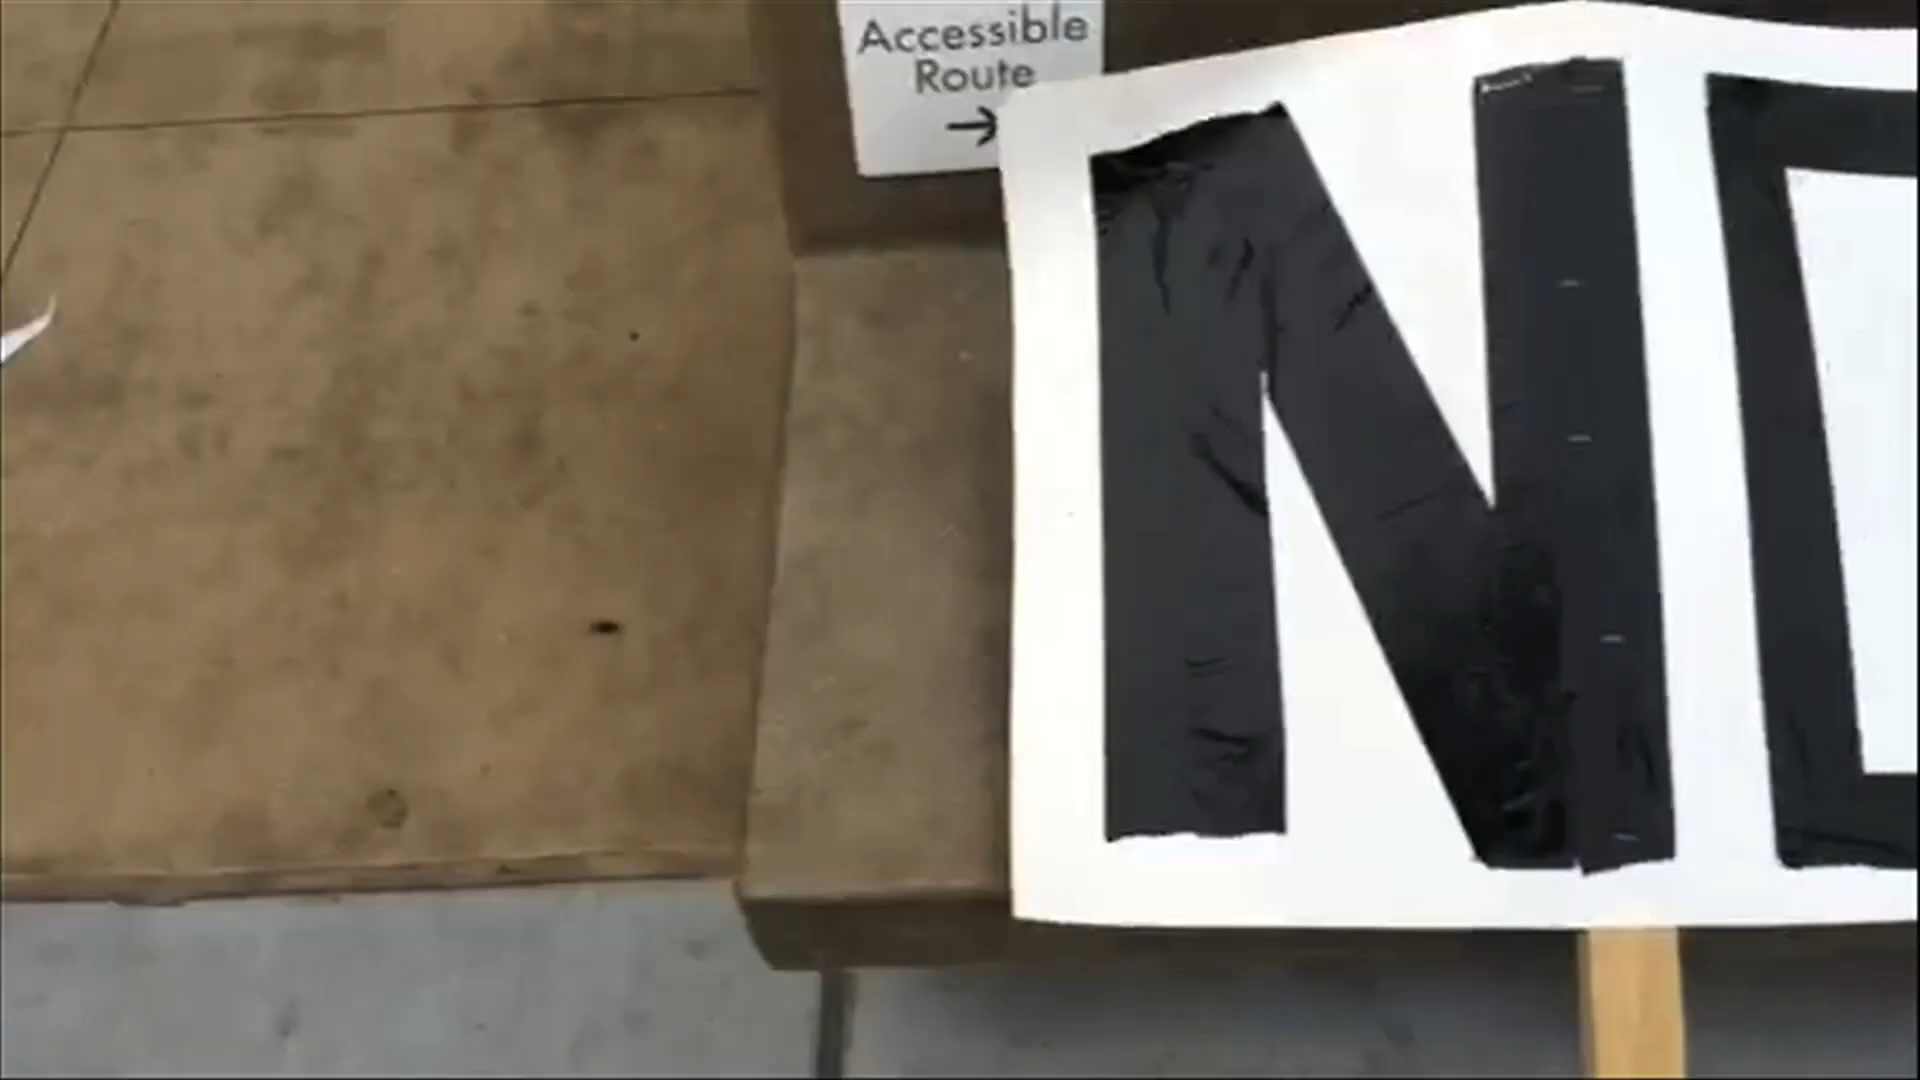 Accessible
Route
→
N